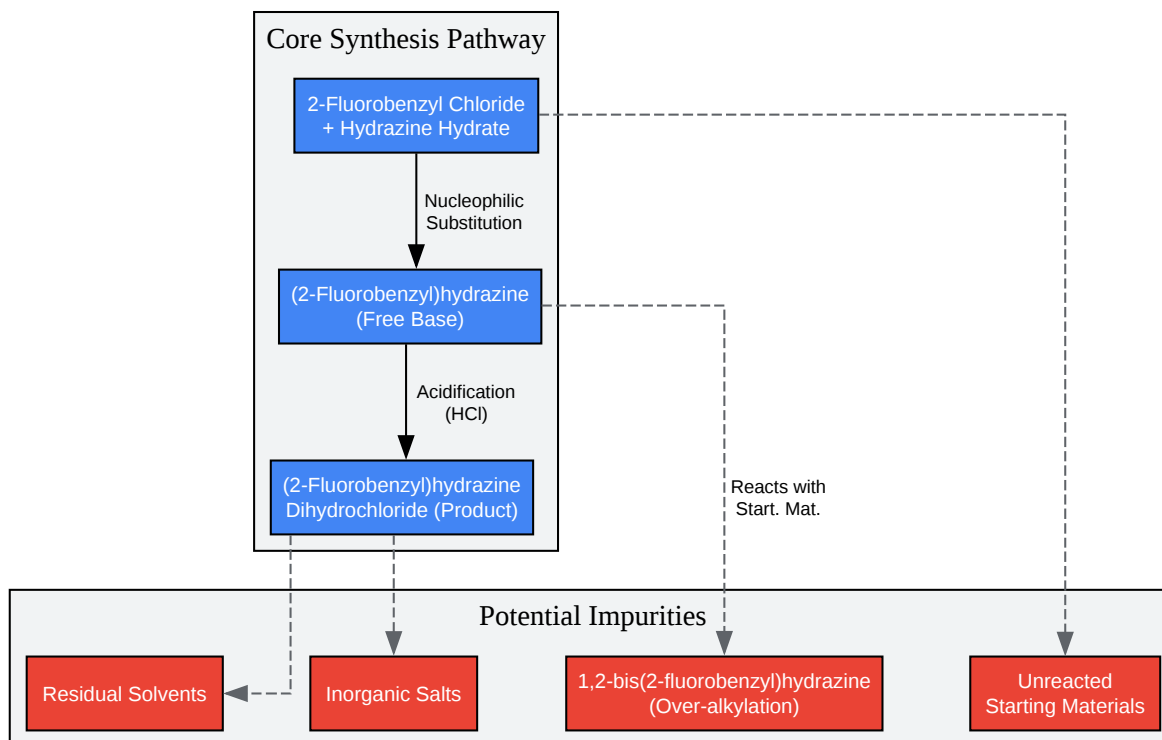 Core Synthesis Pathway
2-Fluorobenzyl Chloride
+ Hydrazine Hydrate
Nucleophilic
Substitution
(2-Fluorobenzyl)hydrazine
(Free Base)
Acidification
(HCl)
(2-Fluorobenzyl)hydrazine
Dihydrochloride (Product)
Reacts with
Start. Mat.
Potential Impurities
Residual Solvents
Inorganic Salts
1,2-bis(2-fluorobenzyl)hydrazine
(Over-alkylation)
Unreacted
Starting Materials